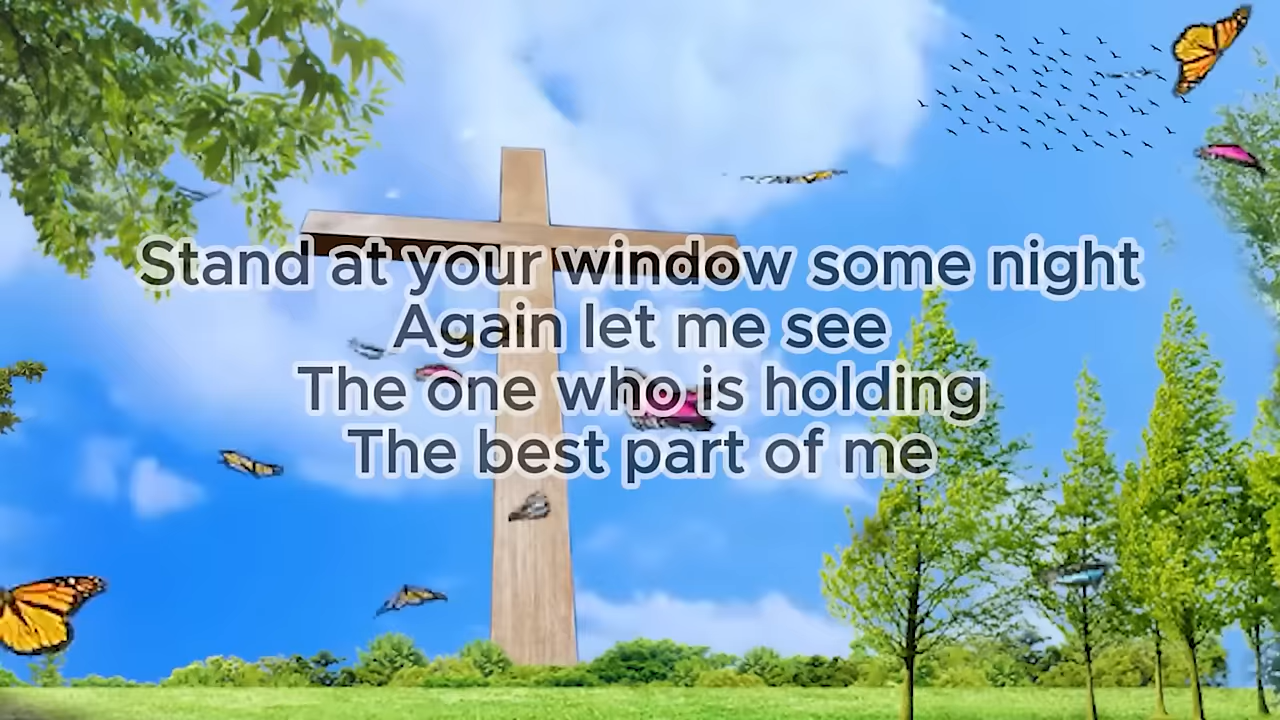 Stand at your window some night
Again let me see
The one who is holding
The best part of me